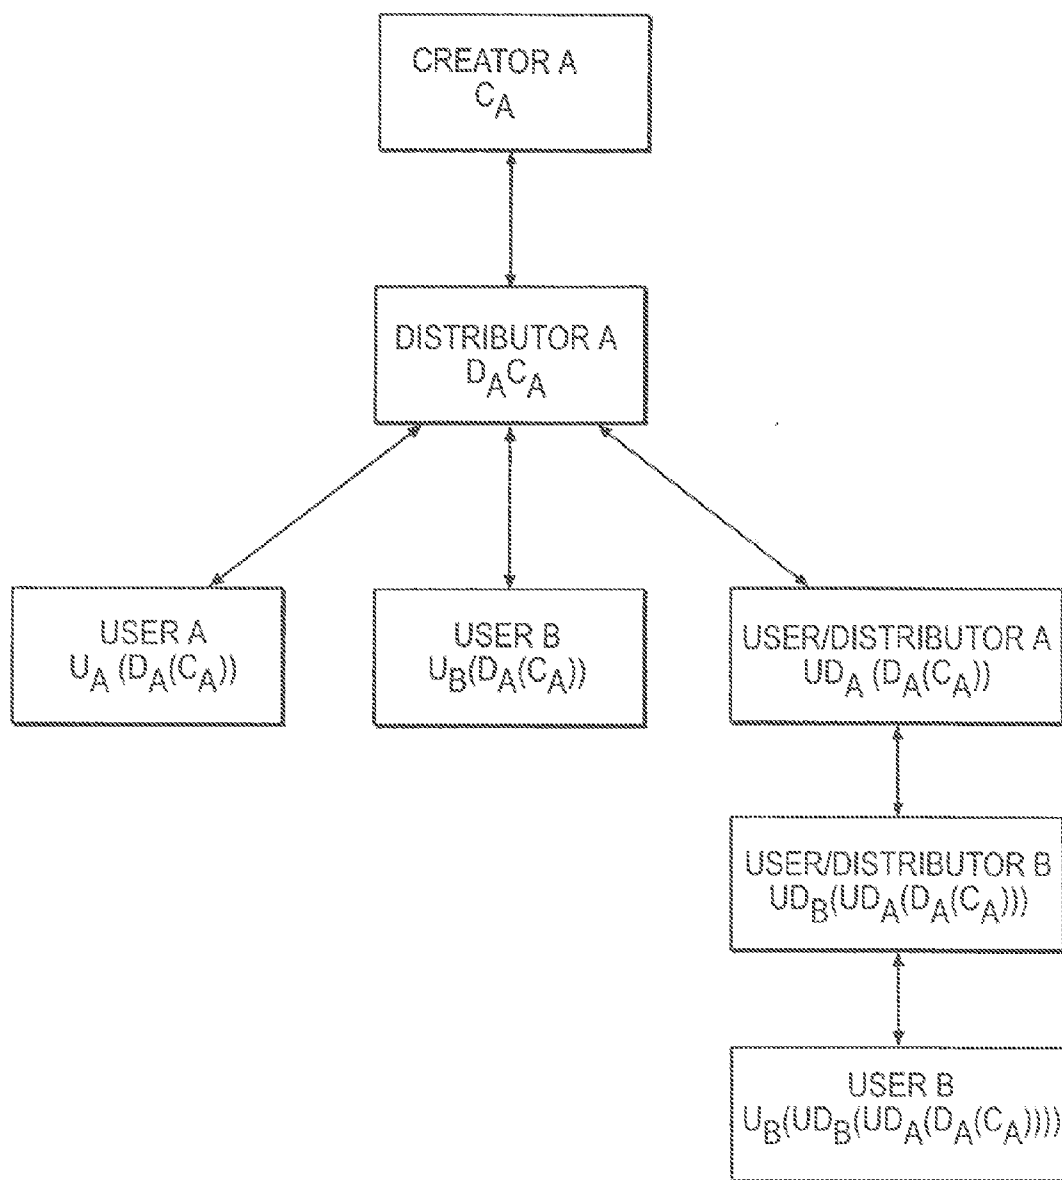 CREATOR A
C_A
DISTRIBUTOR A
D_AC_A
USER A
U_A (D_A(C_A))
USER B
U_B(D_A(C_A))
USER/DISTRIBUTOR A
UD_A (D_A(C_A))
USER/DISTRIBUTOR B
UD_B(UD_A(D_A(C_A)))
USER B
U_B(UD_B(UD_A(D_A(C_A))))